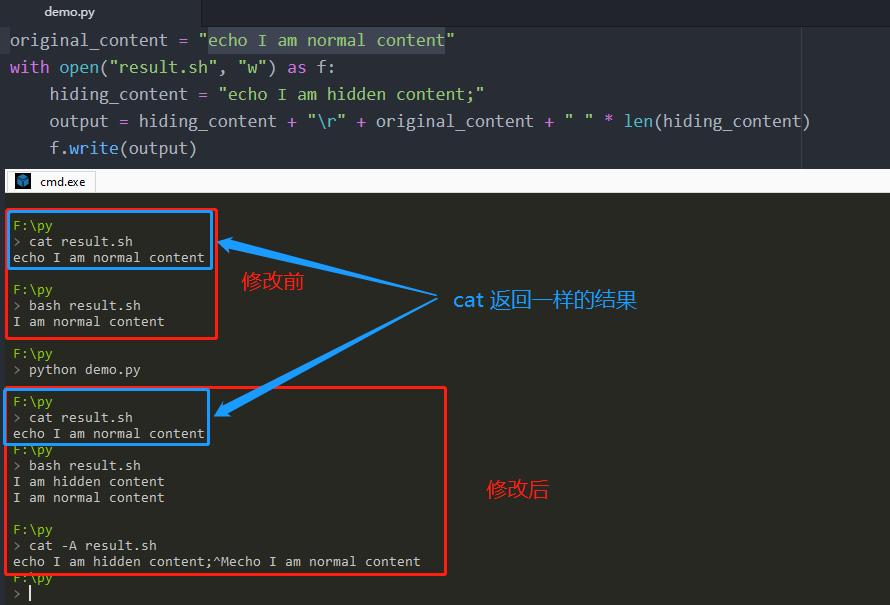 demo.py
original_content = "echo I am normal content"
with open("result.sh", "w") as f:
    hiding_content = "echo I am hidden content;"
    output = hiding_content + "\r" + original_content + " " * len(hiding_content)
    f.write(output)
cmd.exe
F:\py
> cat result.sh
echo I am normal content
修改前
F:\py
> bash result.sh
I am normal content
cat 返回一样的结果
F:\py
> python demo.py
F:\py
> cat result.sh
echo I am normal content
F:\py
> bash result.sh
I am hidden content
I am normal content
修改后
F:\py
> cat -A result.sh
echo I am hidden content;^Mecho I am normal content
F:\py
>